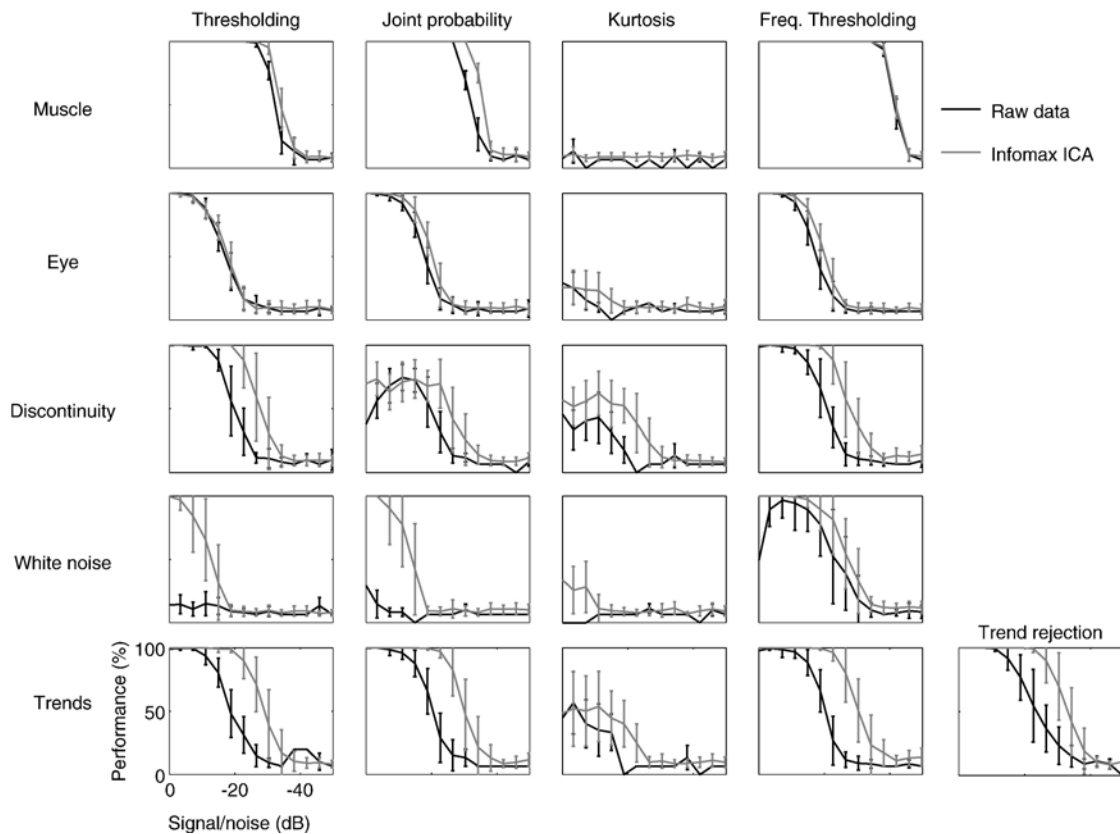 Thresholding
Joint probability
Kurtosis
Freq. Thresholding
Muscle
Raw data
Infomax ICA
Eye
Discontinuity
White noise
Trend rejection
Trends
Performance (%)
100
50
0
0
-20
-40
Signal/noise (dB)